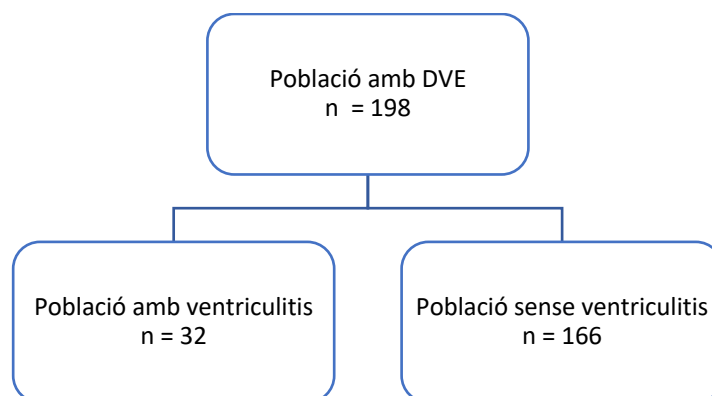 Població amb DVE
n = 198
Població amb ventriculitis
n = 32
Població sense ventriculitis
n = 166